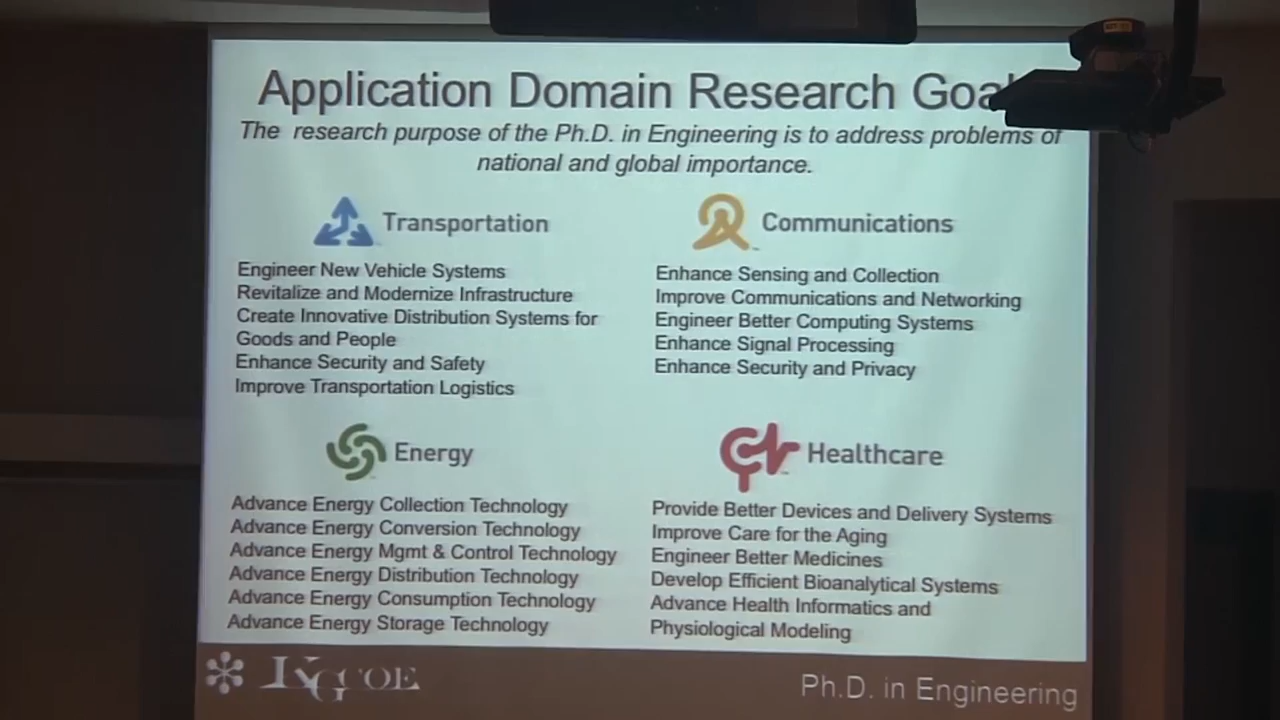 Application Domain Research Goa
The research purpose of the Ph.D. in Engineering is to address problems of
national and global importance.
Transportation
Engineer New Vehicle Systems
Revitalize and Modernize Infrastructure
Create Innovative Distribution Systems for
Goods and People
Enhance Security and Safety
Improve Transportation Logistics
Communications
Enhance Sensing and Collection
Improve Communications and Networking
Engineer Better Computing Systems
Enhance Signal Processing
Enhance Security and Privacy
Energy
Advance Energy Collection Technology
Advance Energy Conversion Technology
Advance Energy Mgmt & Control Technology
Advance Energy Distribution Technology
Advance Energy Consumption Technology
Advance Energy Storage Technology
Healthcare
Provide Better Devices and Delivery Systems
Improve Care for the Aging
Engineer Better Medicines
Develop Efficient Bioanalytical Systems
Advance Health Informatics and
Physiological Modeling
COE
Ph.D. in Engineering